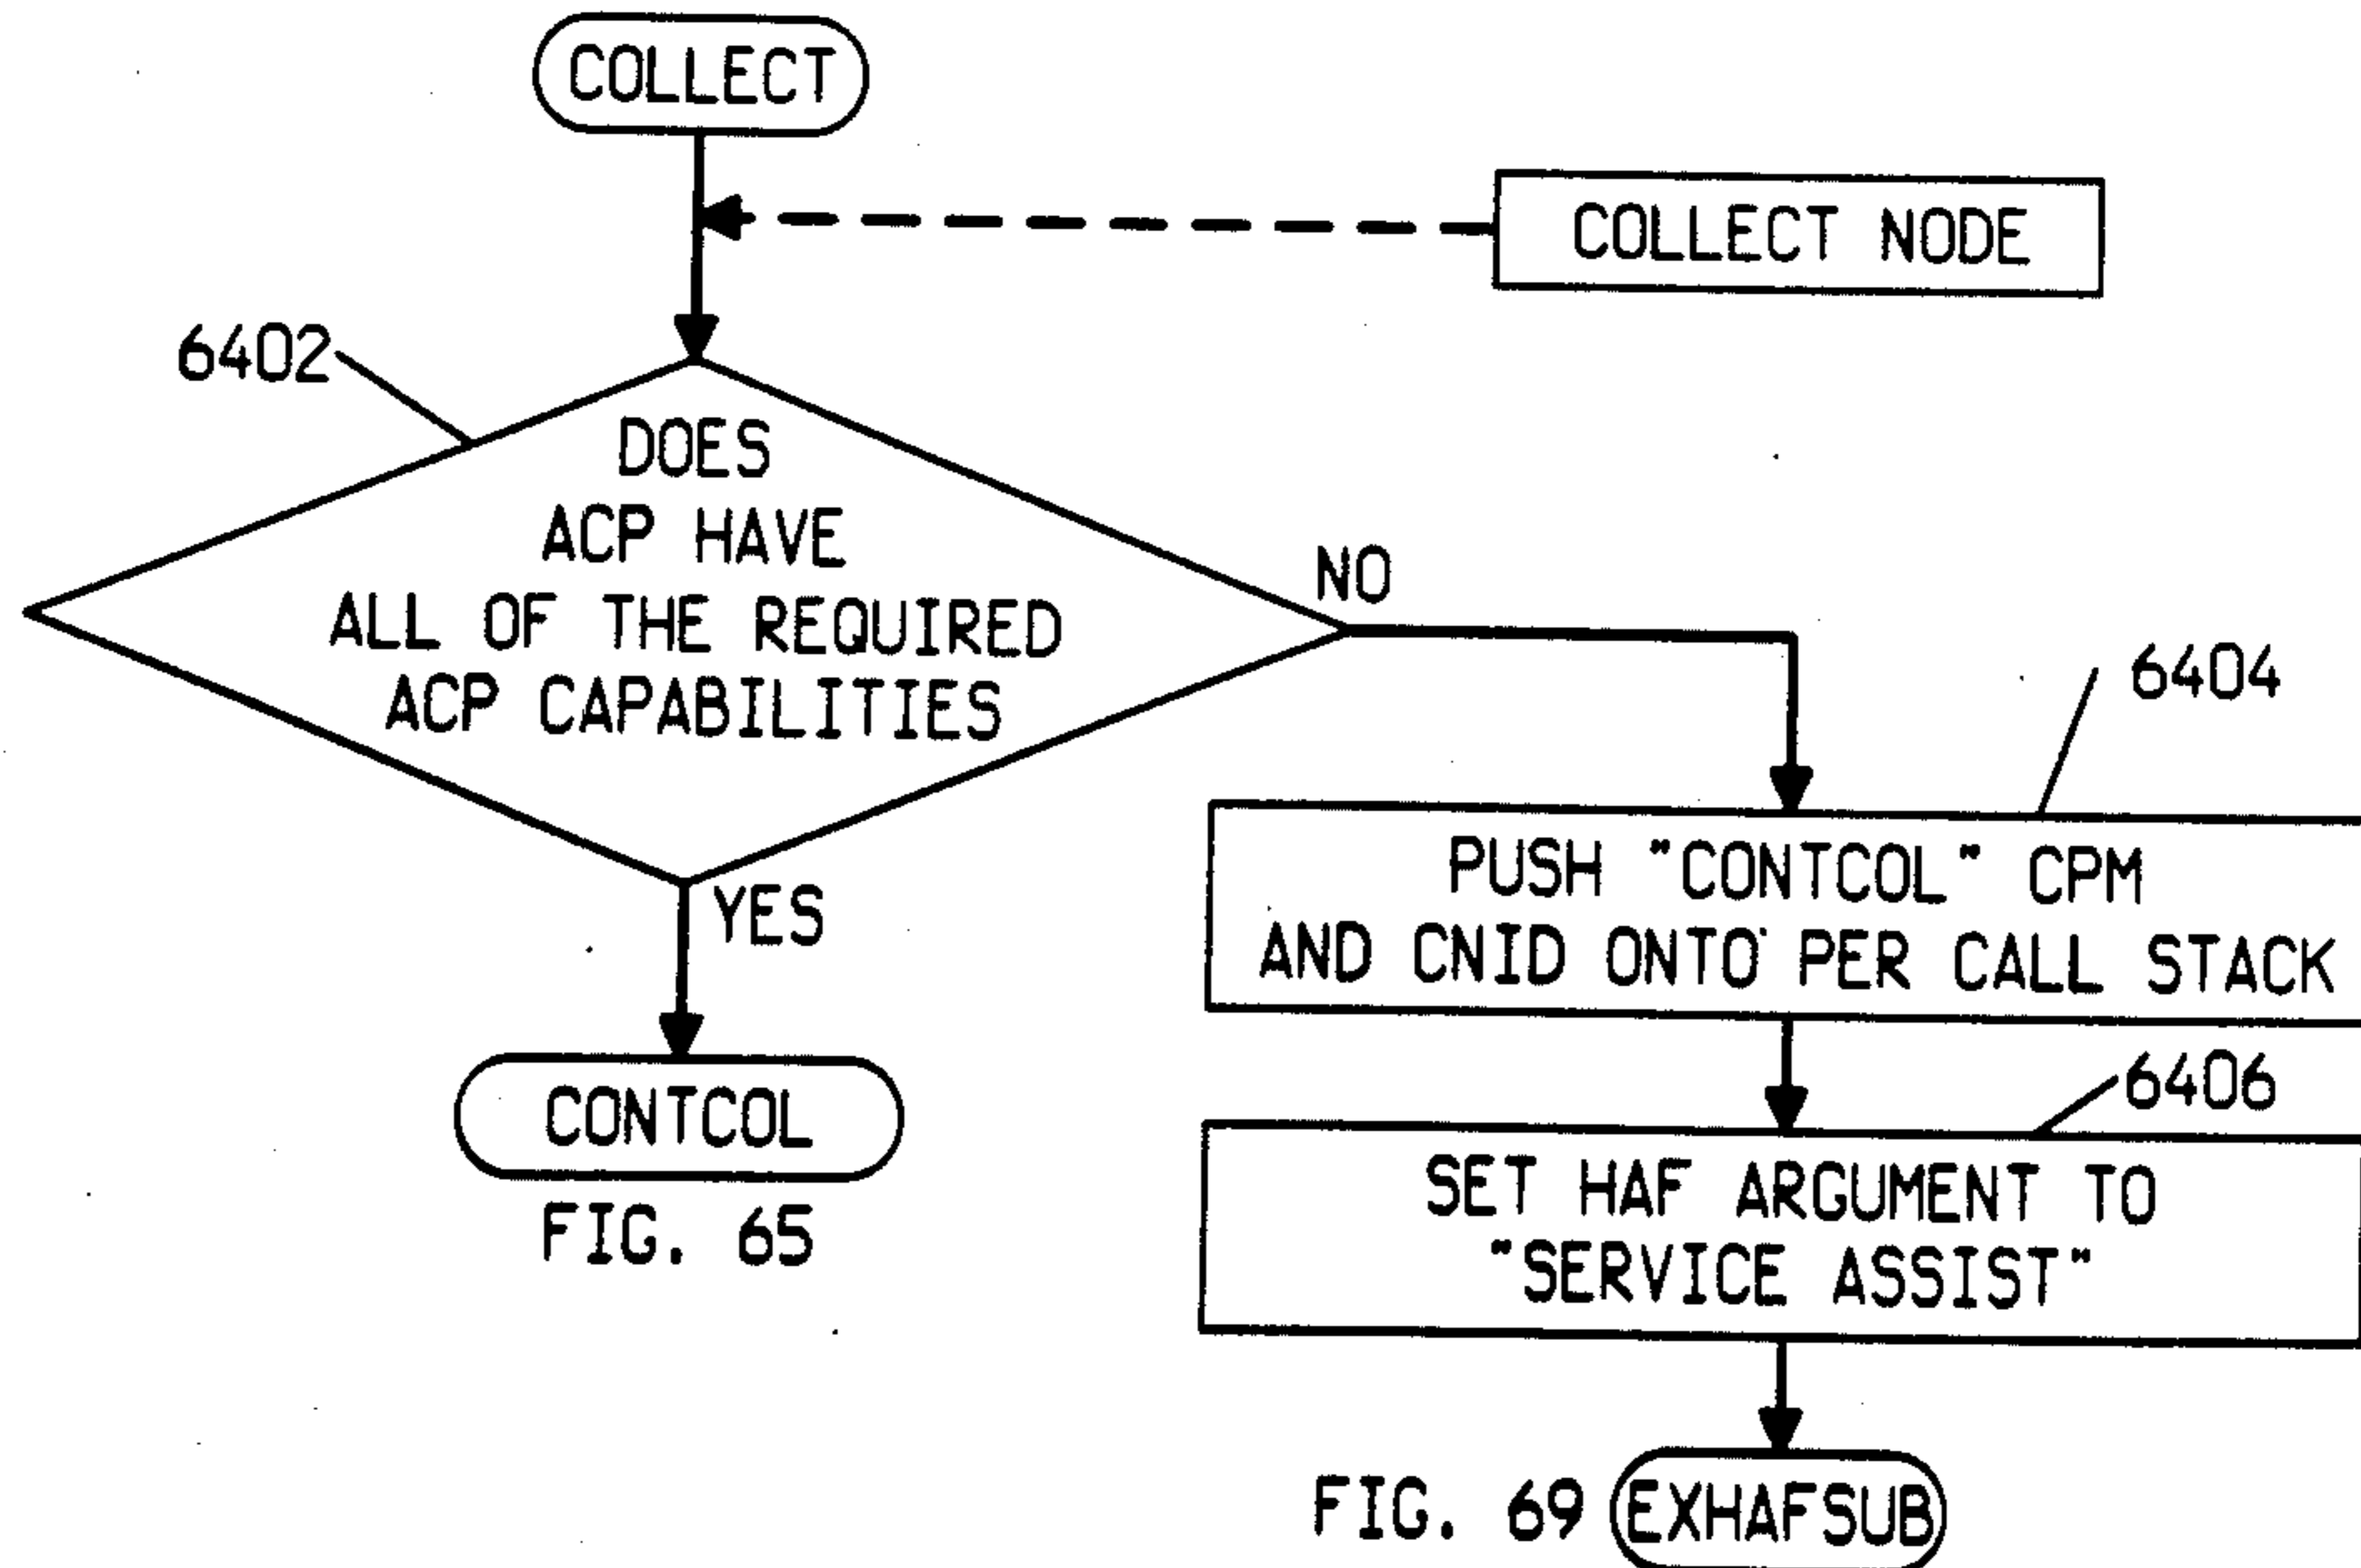 COLLECT
COLLECT NODE
6402
DOES
ACP HAVE
ALL OF THE REQUIRED
ACP CAPABILITIES
NO
YES
6404
PUSH "CONTCOL" CPM
AND CNID ONTO PER CALL STACK
CONTCOL
FIG. 65
6406
SET HAF ARGUMENT TO
"SERVICE ASSIST"
FIG. 69 EXHAFSUB